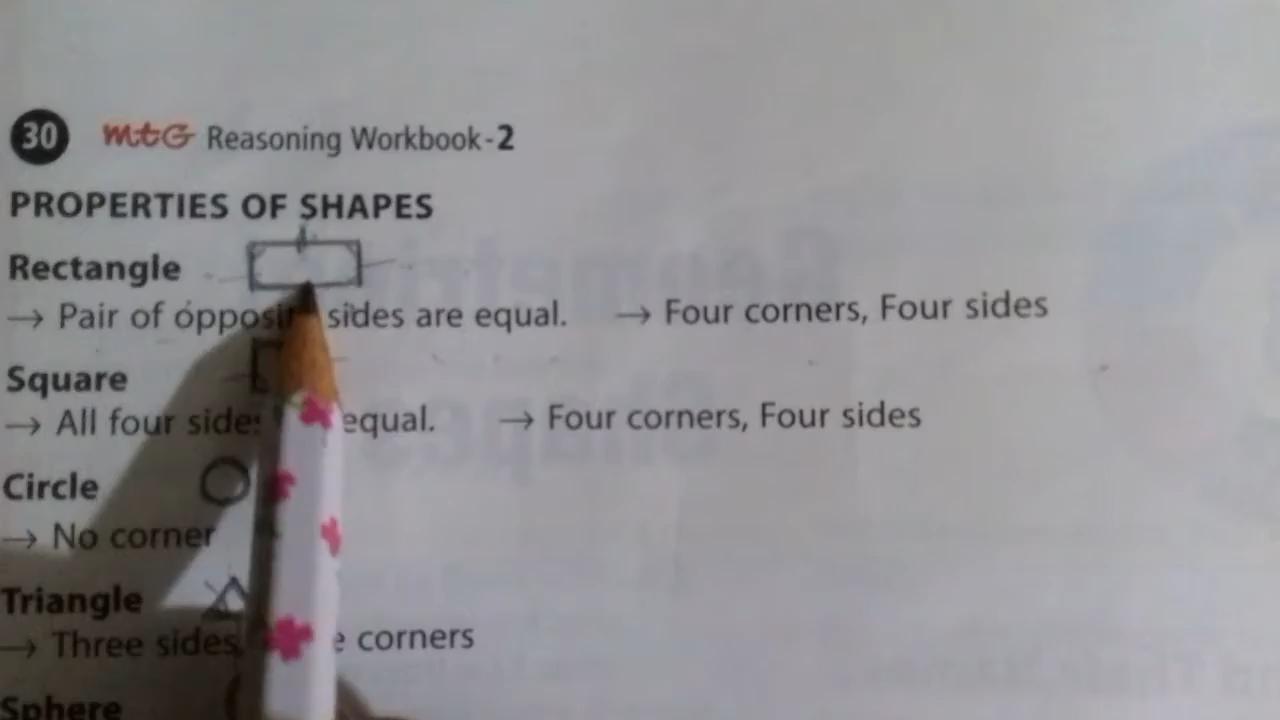 30 mtG Reasoning Workbook-2
PROPERTIES OF SHAPES
Rectangle
→ Pair of sides are equal. → Four corners, Four sides
Square
→ All four equal. → Four corners, Four sides
Circle
→ No corner
Triangle
→ Three sides, corners
Sphere